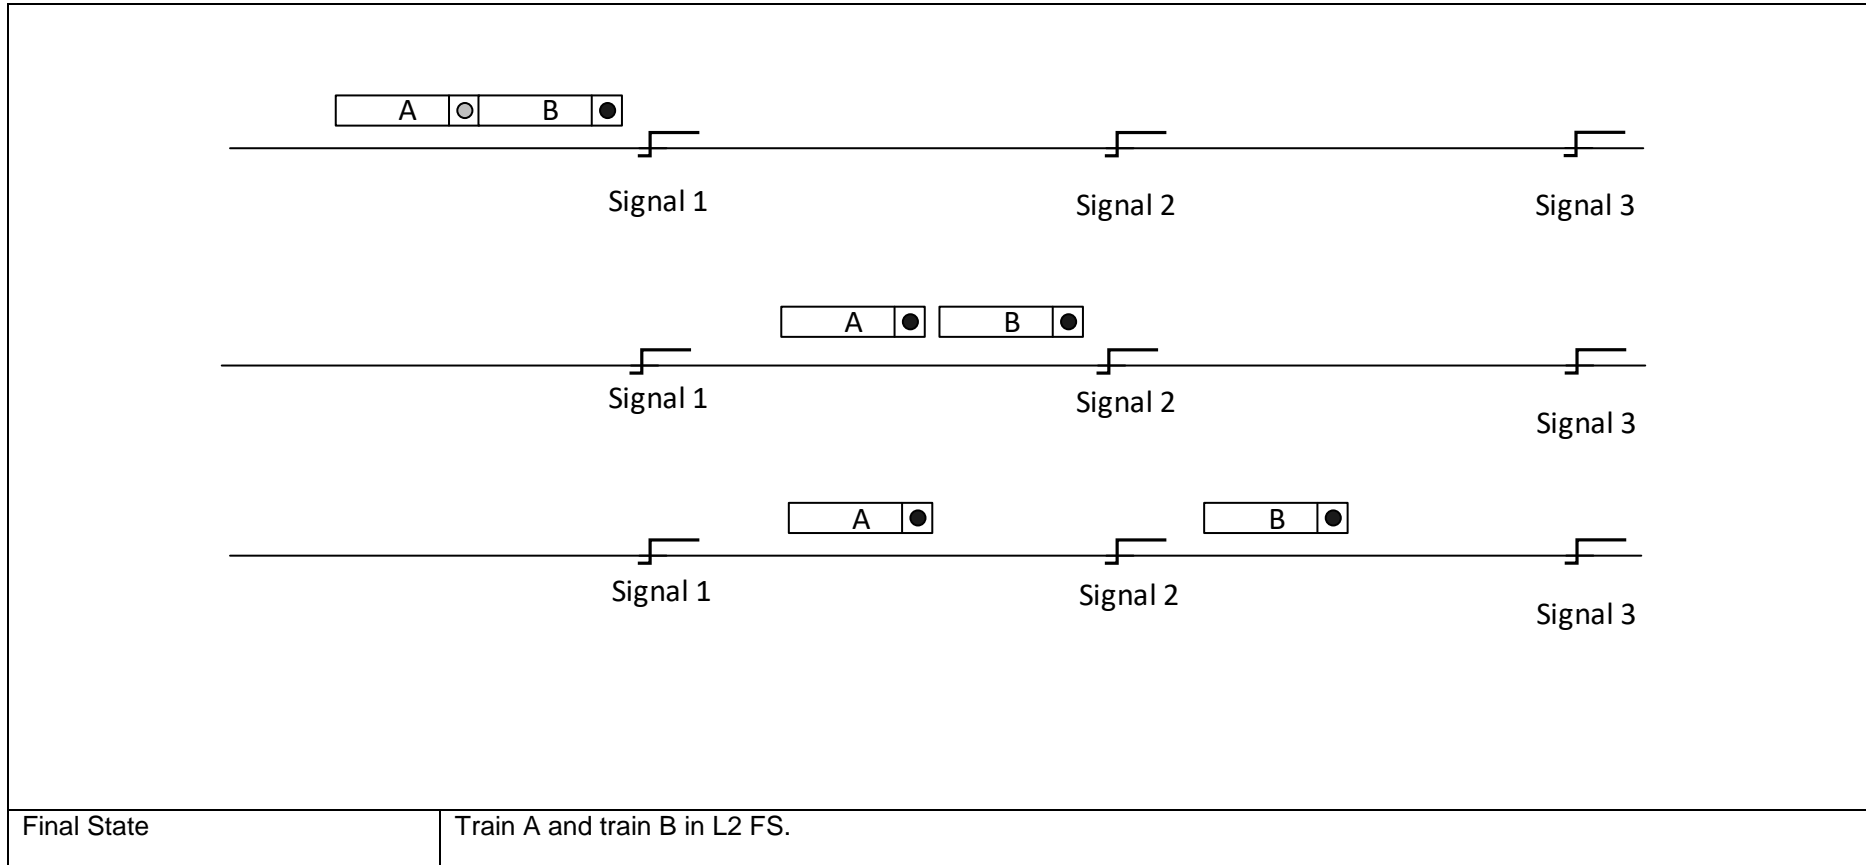 A B
Signal 1 Signal 2 Signal 3
A B
Signal 1 Signal 2 Signal 3
A B
Signal 1 Signal 2 Signal 3
Final State Train A and train B in L2 FS.